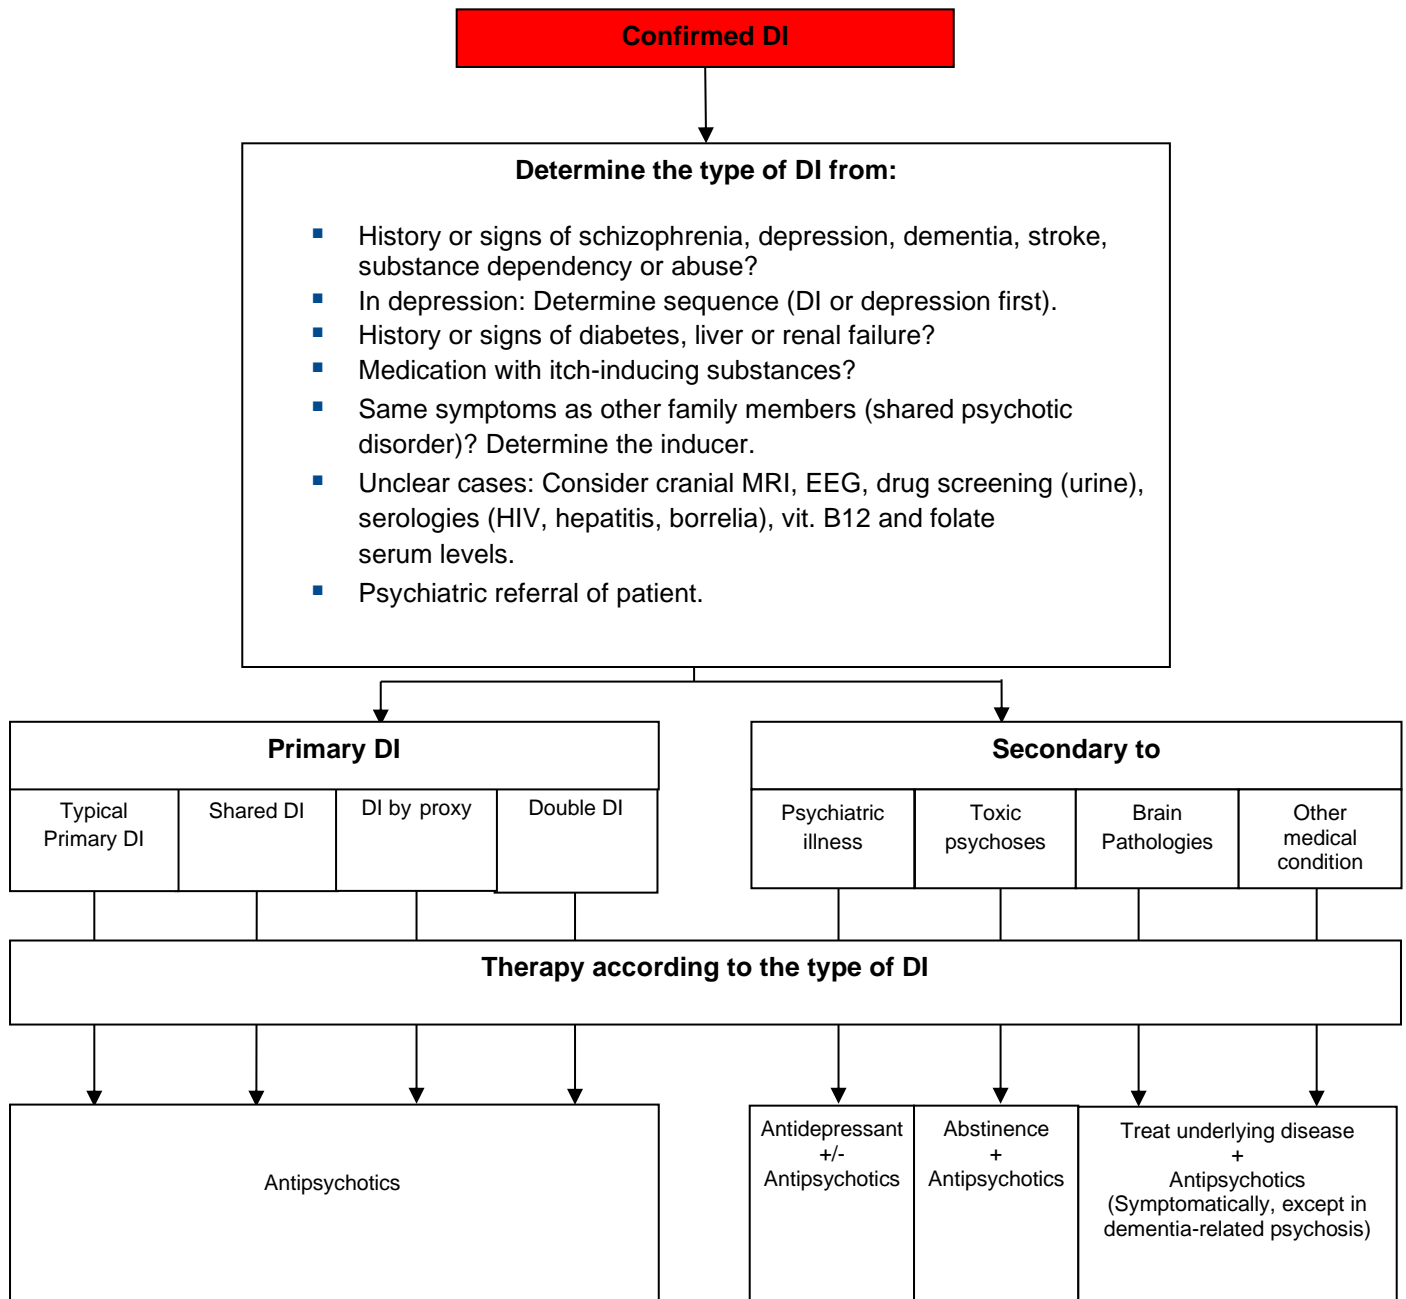 Confirmed DI
Determine the type of DI from:
▪ History or signs of schizophrenia, depression, dementia, stroke,
substance dependency or abuse?
▪ In depression: Determine sequence (DI or depression first).
▪ History or signs of diabetes, liver or renal failure?
▪ Medication with itch-inducing substances?
▪ Same symptoms as other family members (shared psychotic
disorder)? Determine the inducer.
▪ Unclear cases: Consider cranial MRI, EEG, drug screening (urine),
serologies (HIV, hepatitis, borrelia), vit. B12 and folate
serum levels.
▪ Psychiatric referral of patient.
Primary DI
Typical
Primary DI
Shared DI
DI by proxy
Double DI
Secondary to
Psychiatric
illness
Toxic
psychoses
Brain
Pathologies
Other
medical
condition
Therapy according to the type of DI
Antipsychotics
Antidepressant
+/-
Antipsychotics
Abstinence
+
Antipsychotics
Treat underlying disease
+
Antipsychotics
(Symptomatically, except in
dementia-related psychosis)